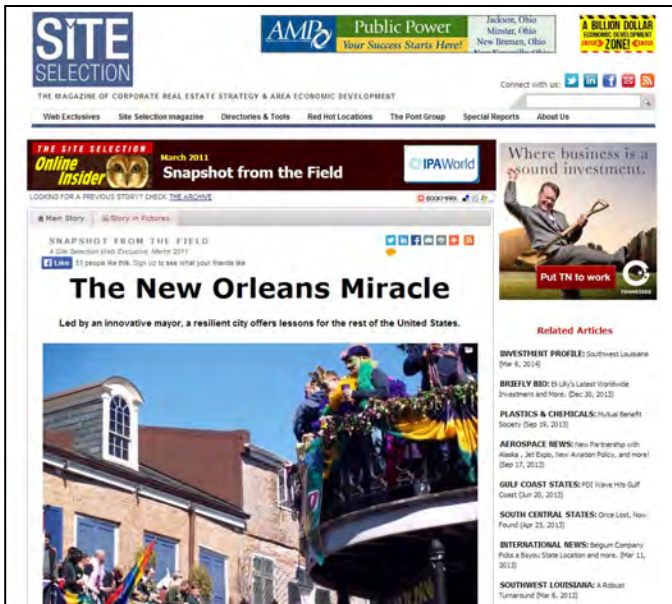 SITE
SELECTION
AMP
Public Power
Your Success Starts Here!
Jackson, Ohio
Minster, Ohio
New Bremen, Ohio
A BILLION DOLLAR
ECONOMIC DEVELOPMENT
ZONE!
Connect with us:
THE MAGAZINE OF CORPORATE REAL ESTATE STRATEGY & AREA ECONOMIC DEVELOPMENT
Web Exclusives Site Selection magazine Directories & Tools Red Hot Locations The Pont Group Special Reports About Us
THE SITE SELECTION
Online
Insider
March 2011
Snapshot from the Field
IPAWorld
LOOKING FOR A PREVIOUS STORY? CHECK THE ARCHIVE
BOOKMARK
Main Story Story in Pictures
SNAPSHOT FROM THE FIELD
A Site Selection Web Exclusive, March 2011
Like 51 people like this. Sign up to see what your friends like
The New Orleans Miracle
Led by an innovative mayor, a resilient city offers lessons for the rest of the United States.
Where business is a
sound investment.
Put TN to work
TENNESSEE
Related Articles
INVESTMENT PROFILE: Southwest Louisiana
(Mar 6, 2014)
BRIEFLY BIO: Eli Lily's Latest Worldwide
Investment and More. (Dec 20, 2013)
PLASTICS & CHEMICALS: Mutual Benefit
Society (Sep 19, 2013)
AEROSPACE NEWS: New Partnership with
Alaska , Jet Expo, New Aviation Policy, and more!
(Sep 17, 2013)
GULF COAST STATES: FDI Wave Hits Gulf
Coast (Jun 20, 2013)
SOUTH CENTRAL STATES: Once Lost, Now
Found (Apr 25, 2013)
INTERNATIONAL NEWS: Belgium Company
Picks a Bayou State Location and more. (Mar 11,
2013)
SOUTHWEST LOUISIANA: A Robust
Turnaround (Mar 6, 2013)